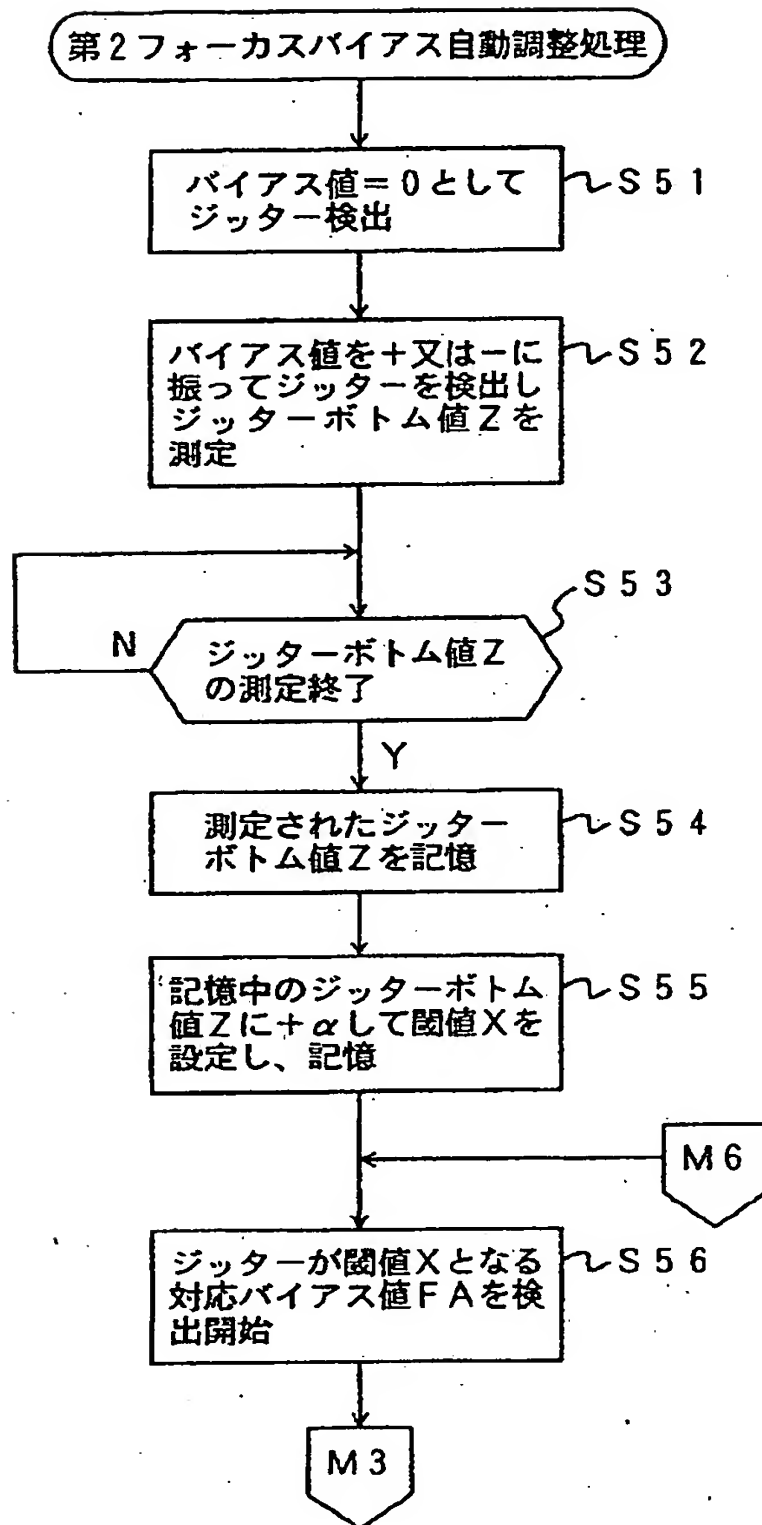 第2フォーカスバイアス自動調整処理
バイアス値=0として
ジッター検出
S51
バイアス値を+又は-に
振ってジッターを検出し
ジッターボトム値Zを
測定
S52
S53
N
ジッターボトム値Z
の測定終了
Y
測定されたジッター
ボトム値Zを記憶
S54
記憶中のジッターボトム
値Zに+αして閾値Xを
設定し、記憶
S55
M6
ジッターが閾値Xとなる
対応バイアス値FAを検
出開始
S56
M3